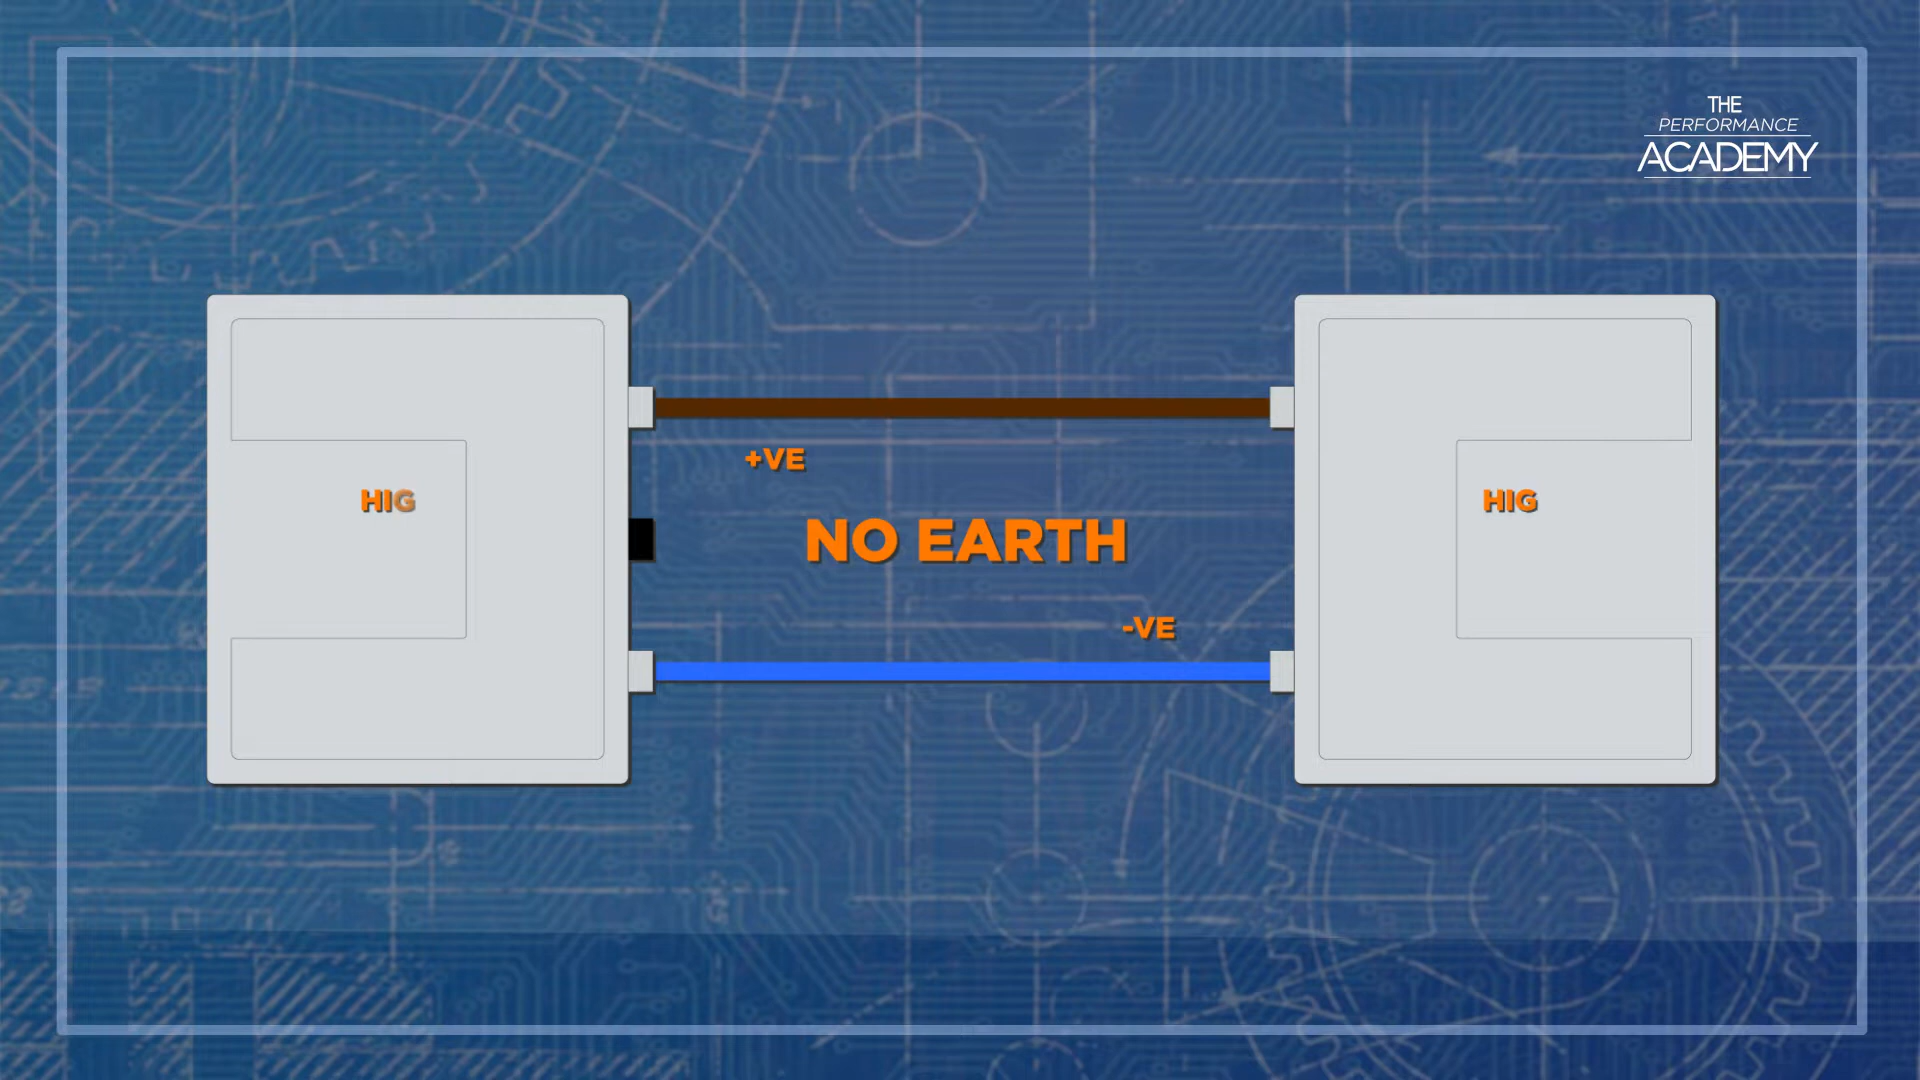 THE
PERFORMANCE
ACADEMY
+VE
HIG
HIG
NO EARTH
-VE